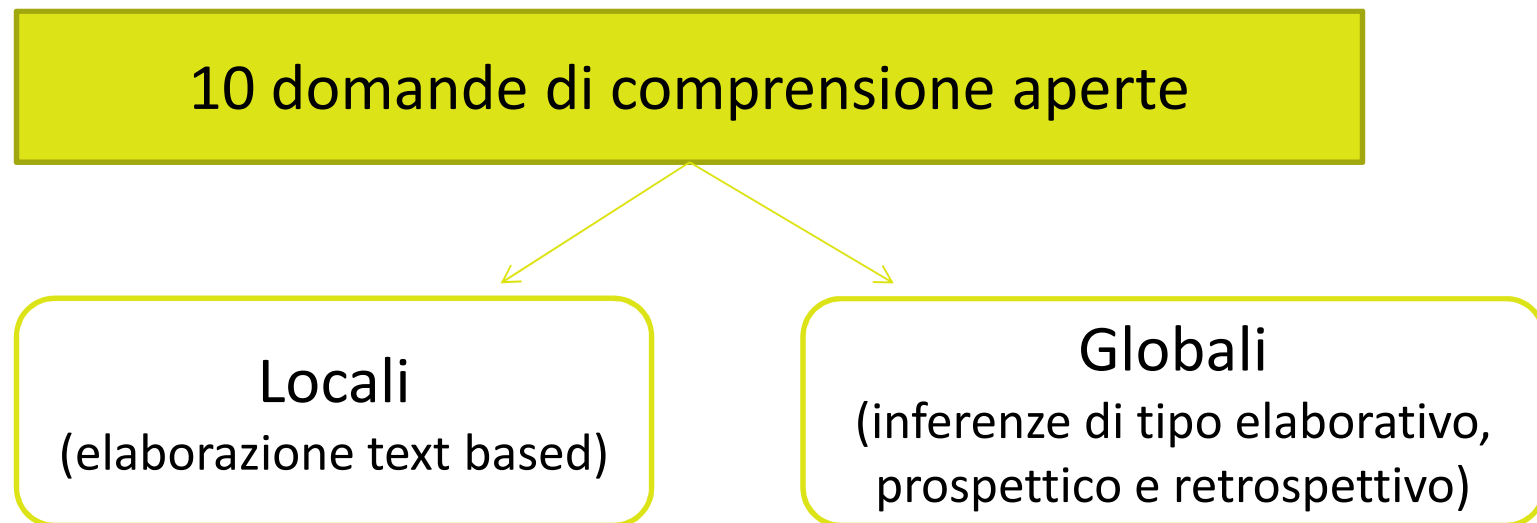 10 domande di comprensione aperte
Locali
(elaborazione text based)
Globali
(inferenze di tipo elaborativo,
prospettico e retrospettivo)